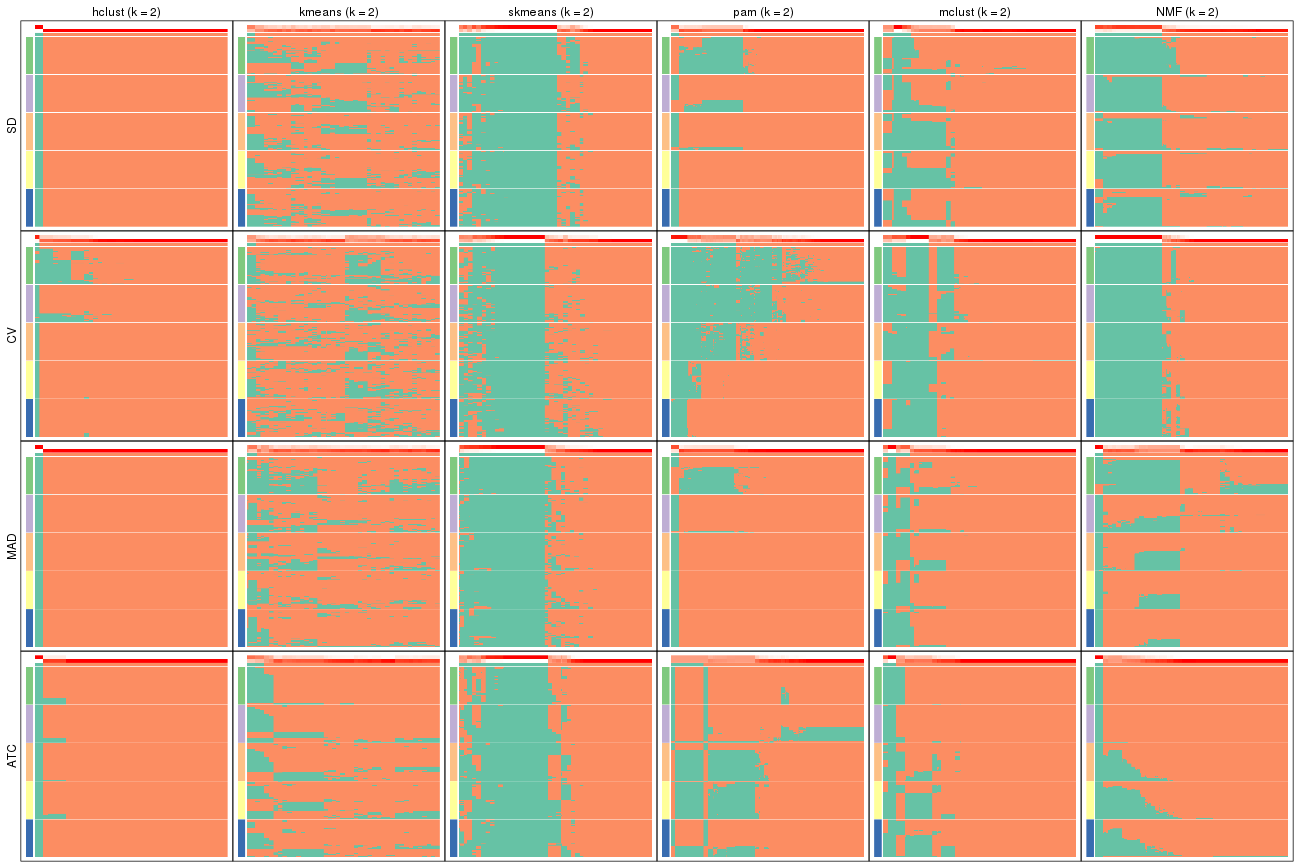 hclust (k = 2) kmeans (k = 2) skmeans (k = 2) pam (k = 2) mclust (k = 2) NMF (k = 2)
SD
CV
MAD
ATC